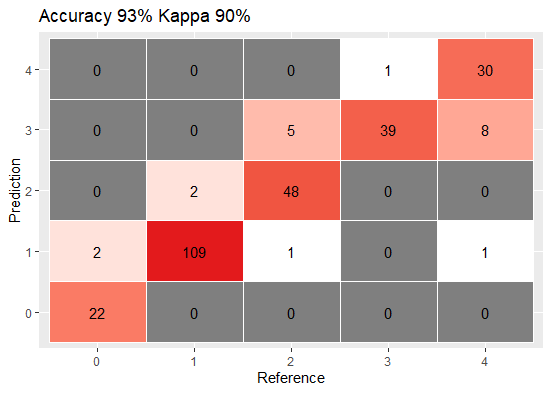 Accuracy 93% Kappa 90%
Prediction
4 0 0 0 1 30
3 0 0 5 39 8
2 0 2 48 0 0
1 2 109 1 0 1
0 22 0 0 0 0
0 1 2 3 4
Reference